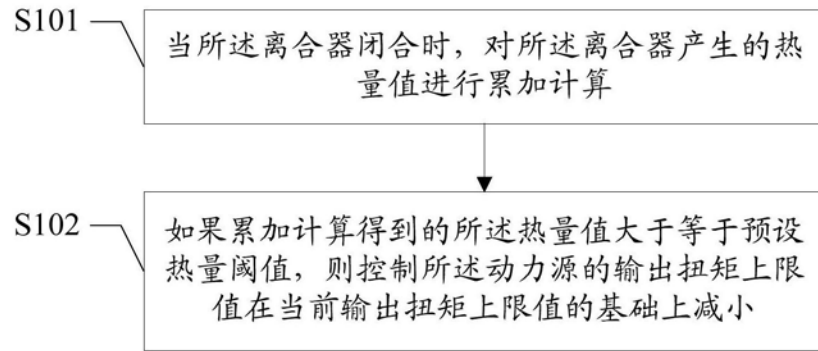 S101
当所述离合器闭合时，对所述离合器产生的热
量值进行累加计算
S102
如果累加计算得到的所述热量值大于等于预设
热量阈值，则控制所述动力源的输出扭矩上限
值在当前输出扭矩上限值的基础上减小